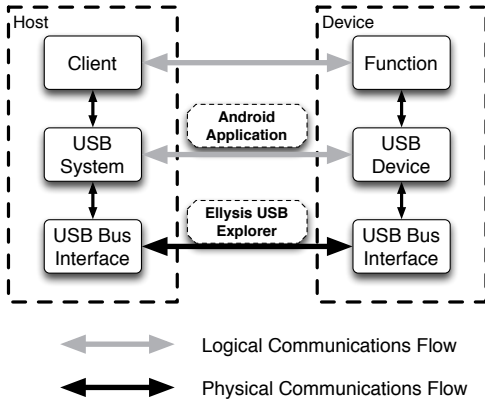 Host
Device
Client
Function
Android
Application
USB
System
USB
Device
Ellysis USB
Explorer
USB Bus
Interface
USB Bus
Interface
Logical Communications Flow
Physical Communications Flow